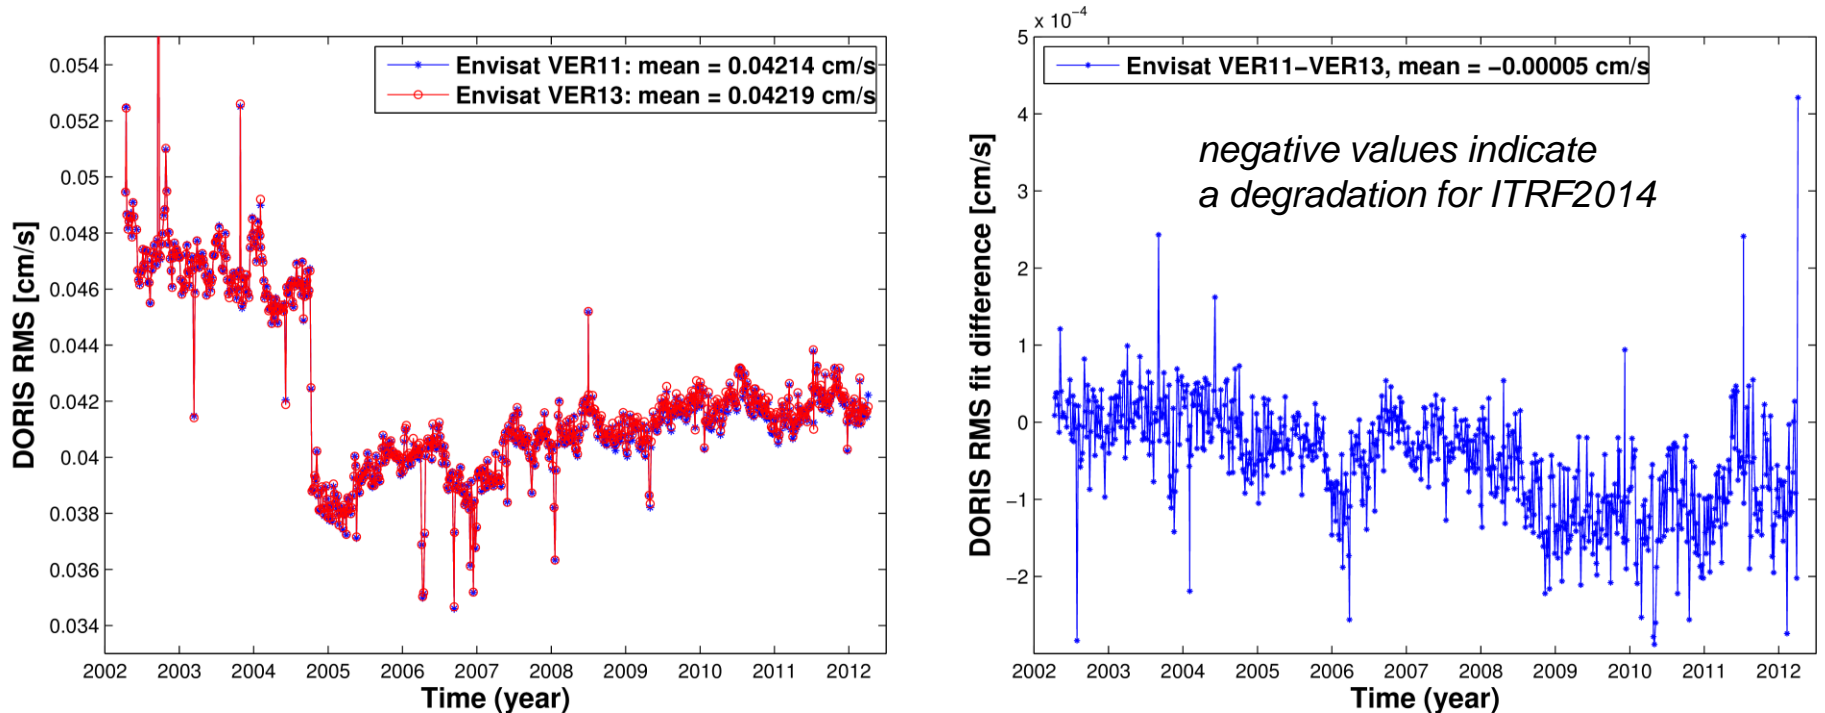 0.054
0.052
0.05
0.048
0.046
0.044
0.042
0.04
0.038
0.036
0.034
DORIS RMS [cm/s]
Envisat VER11: mean = 0.04214 cm/s
Envisat VER13: mean = 0.04219 cm/s
2002 2003 2004 2005 2006 2007 2008 2009 2010 2011 2012
Time (year)
x 10⁻⁴
5
4
3
2
1
0
−1
−2
DORIS RMS fit difference [cm/s]
Envisat VER11−VER13, mean = −0.00005 cm/s
negative values indicate
a degradation for ITRF2014
2002 2003 2004 2005 2006 2007 2008 2009 2010 2011 2012
Time (year)